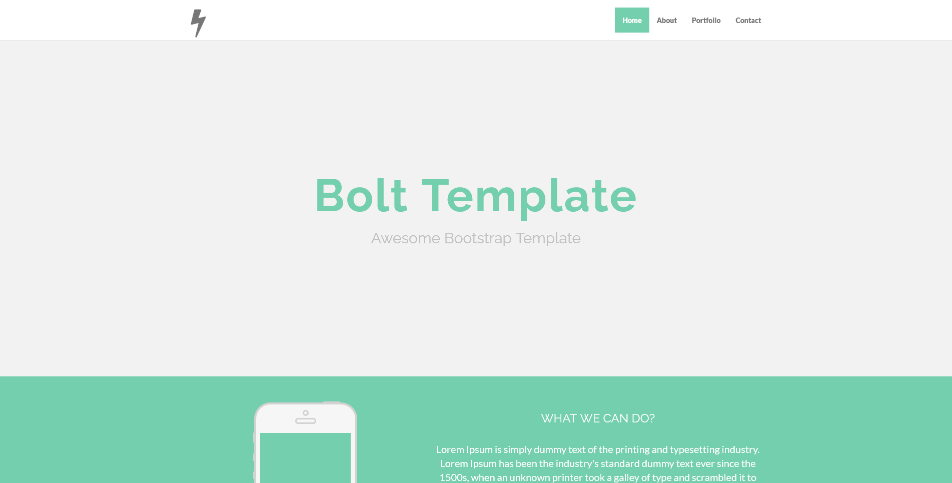 Home About Portfolio Contact
Bolt Template
Awesome Bootstrap Template
WHAT WE CAN DO?
Lorem Ipsum is simply dummy text of the printing and typesetting industry.
Lorem Ipsum has been the industry's standard dummy text ever since the
1500s, when an unknown printer took a galley of type and scrambled it to